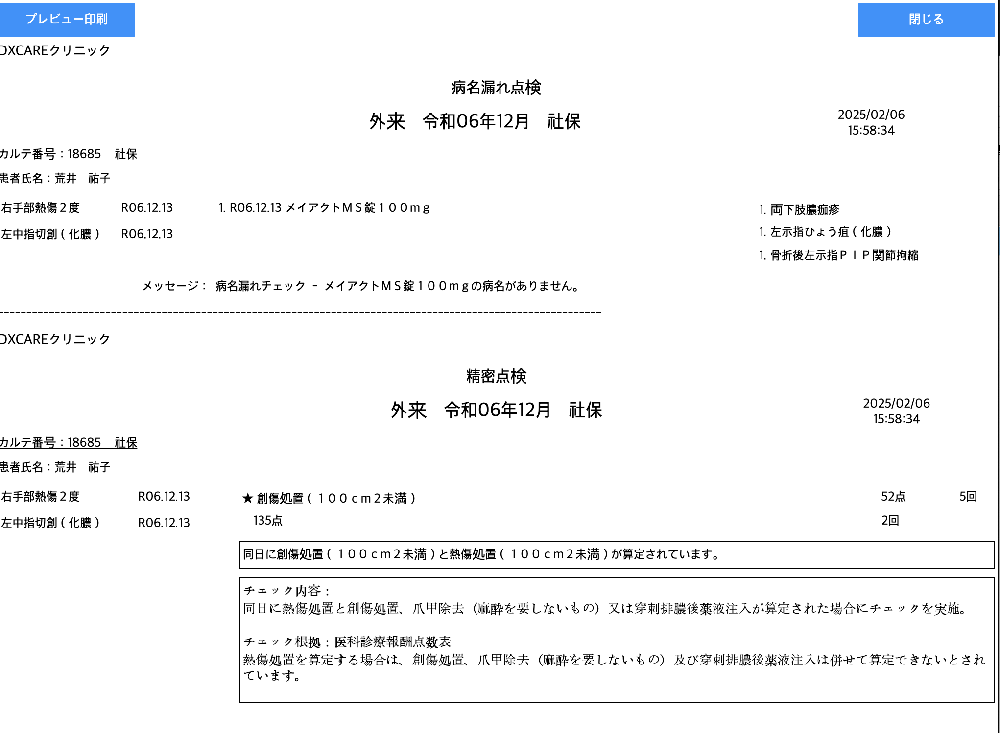 プレビュー印刷
閉じる
DXCAREクリニック
病名漏れ点検
外来　令和06年12月　社保
2025/02/06
15:58:34
カルテ番号：18685　社保
患者氏名：荒井　祐子
右手部熱傷２度　R06.12.13　1. R06.12.13 メイアクトＭＳ錠１００ｍｇ　1. 両下肢膿痂疹
左中指切創（化膿）　R06.12.13　1. 左示指ひょう疽（化膿）
1. 骨折後左示指ＰＩＰ関節拘縮
メッセージ：　病名漏れチェック － メイアクトＭＳ錠１００ｍｇの病名がありません。
DXCAREクリニック
精密点検
外来　令和06年12月　社保
2025/02/06
15:58:34
カルテ番号：18685　社保
患者氏名：荒井　祐子
右手部熱傷２度　R06.12.13　★ 創傷処置（１００ｃｍ２未満）　52点　5回
左中指切創（化膿）　R06.12.13　135点　2回
同日に創傷処置（１００ｃｍ２未満）と熱傷処置（１００ｃｍ２未満）が算定されています。
チェック内容：
同日に熱傷処置と創傷処置、爪甲除去（麻酔を要しないもの）又は穿刺排膿後薬液注入が算定された場合にチェックを実施。
チェック根拠：医科診療報酬点数表
熱傷処置を算定する場合は、創傷処置、爪甲除去（麻酔を要しないもの）及び穿刺排膿後薬液注入は併せて算定できないとされ
ています。